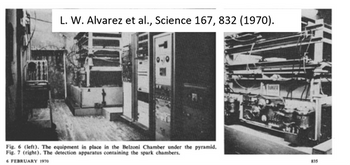 L. W. Alvarez et al., Science 167, 832 (1970).
Fig. 6 (left). The equipment is in place in the Belzoni Chamber under the pyramid.
Fig. 7 (right). The detection apparatus containing the spark chambers.
6 FEBRUARY 1970 835